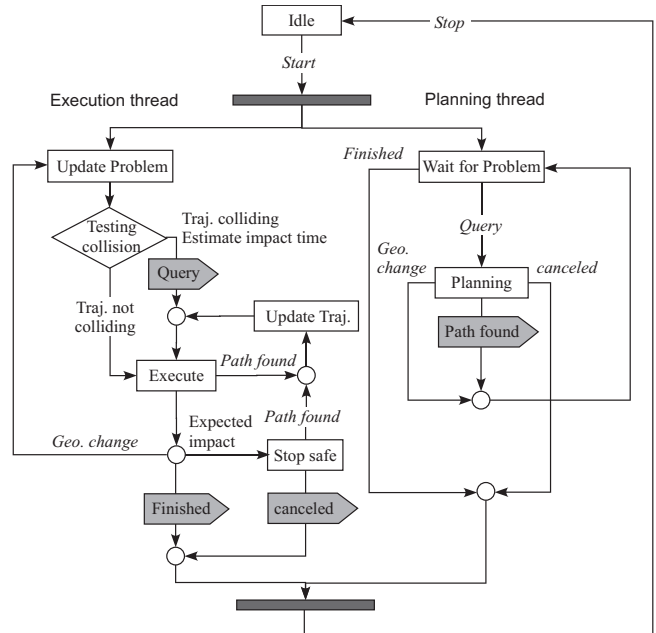 Idle
Stop
Start
Execution thread
Planning thread
Update Problem
Finished
Wait for Problem
Testing
collision
Traj. colliding
Estimate impact time
Query
Query
Geo.
change
canceled
Planning
Traj. not
colliding
Update Traj.
Path found
Execute
Path found
Path found
Expected
impact
Geo. change
Stop safe
Finished
canceled